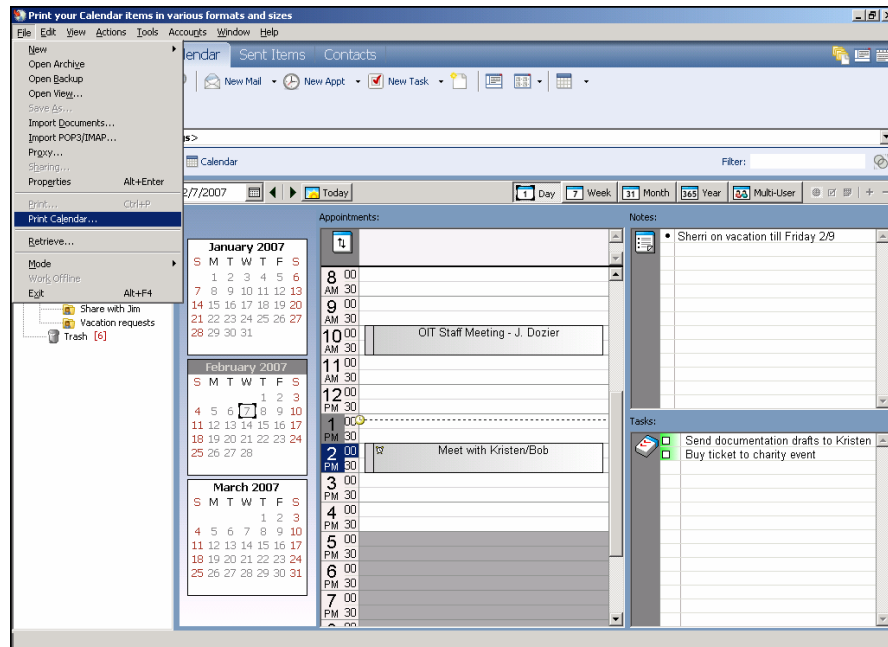 Print your Calendar items in various formats and sizes
File Edit View Actions Tools Accounts Window Help
New
Open Archive
Open Backup
Open View...
Save As...
Import Documents...
Import POP3/IMAP...
Proxy...
Sharing...
Properties Alt+Enter
Print... Ctrl+P
Print Calendar...
Retrieve...
Mode
Work Offline
Exit Alt+F4
lendar Sent Items Contacts
New Mail New Appt New Task
s>
Calendar Filter:
2/7/2007 Today 1 Day 7 Week 31 Month 365 Year Multi-User
Share with Jim
Vacation requests
Trash [6]
January 2007
S M T W T F S
1 2 3 4 5 6
7 8 9 10 11 12 13
14 15 16 17 18 19 20
21 22 23 24 25 26 27
28 29 30 31
February 2007
S M T W T F S
1 2 3
4 5 6 7 8 9 10
11 12 13 14 15 16 17
18 19 20 21 22 23 24
25 26 27 28
March 2007
S M T W T F S
1 2 3
4 5 6 7 8 9 10
11 12 13 14 15 16 17
18 19 20 21 22 23 24
25 26 27 28 29 30 31
Appointments:
8 00
AM 30
9 00
AM 30
10 00 OIT Staff Meeting - J. Dozier
AM 30
11 00
AM 30
12 00
PM 30
1 00
PM 30
2 00 Meet with Kristen/Bob
PM 30
3 00
PM 30
4 00
PM 30
5 00
PM 30
6 00
PM 30
7 00
PM 30
Notes:
• Sherri on vacation till Friday 2/9
Tasks:
Send documentation drafts to Kristen
Buy ticket to charity event